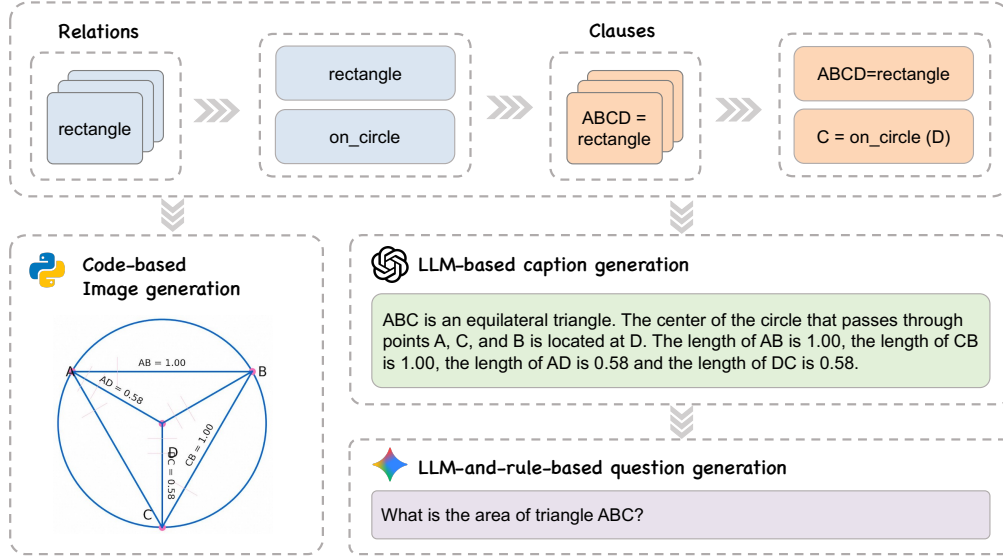 Relations
Clauses
rectangle
rectangle
on_circle
ABCD =
rectangle
ABCD=rectangle
C = on_circle (D)
Code-based
Image generation
AB = 1.00
A
B
AD = 0.58
CB = 1.00
D
DC = 0.58
C
LLM-based caption generation
ABC is an equilateral triangle. The center of the circle that passes through
points A, C, and B is located at D. The length of AB is 1.00, the length of CB
is 1.00, the length of AD is 0.58 and the length of DC is 0.58.
LLM-and-rule-based question generation
What is the area of triangle ABC?